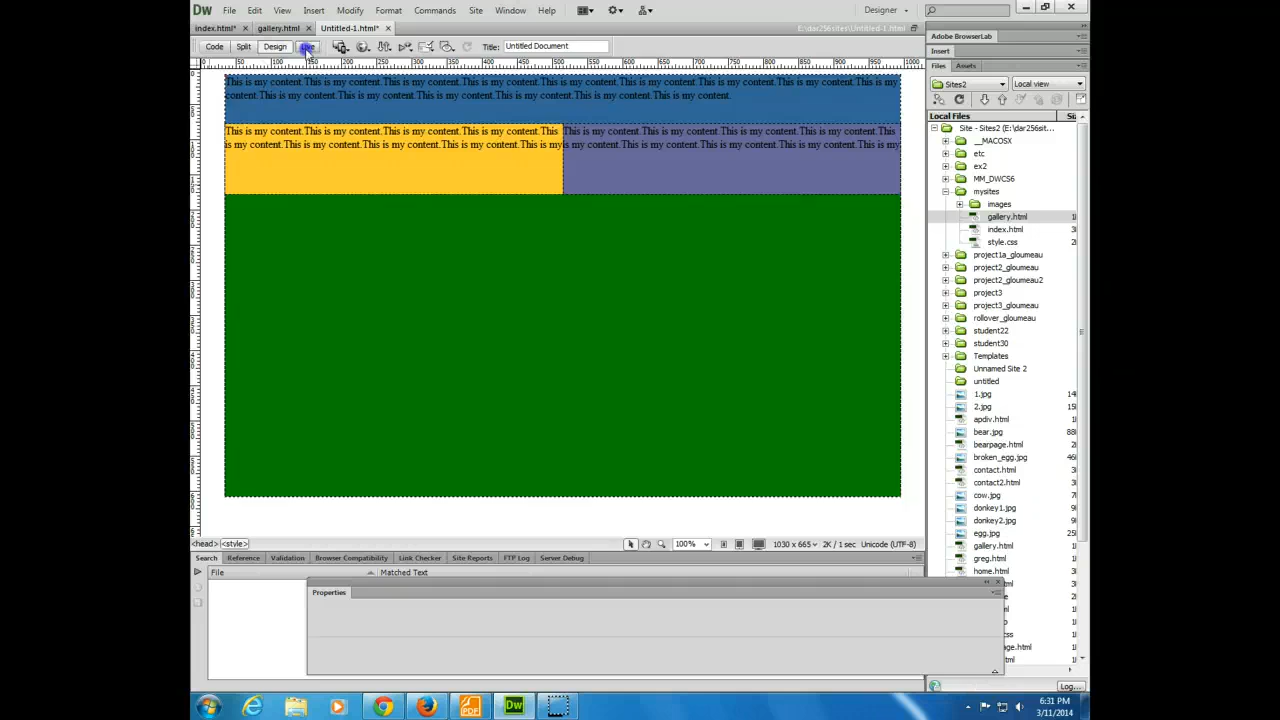 Dw File Edit View Insert Modify Format Commands Site Window Help Designer
index.html* × gallery.html × Untitled-1.html* × E:\dar256sites\Untitled-1.html
Code Split Design Live Title: Untitled Document
Adobe BrowserLab
Insert
Files Assets
Sites2 Local view
Local Files
Site - Sites2 (E:\dar256sit...
__MACOSX
etc
ex2
MM_DWCS6
mysites
images
gallery.html
index.html
style.css
project1a_gloumeau
project2_gloumeau
project2_gloumeau2
project3
project3_gloumeau
rollover_gloumeau
student22
student30
Templates
Unnamed Site 2
untitled
1.jpg
2.jpg
apdiv.html
bear.jpg
bearpage.html
broken_egg.jpg
contact.html
contact2.html
cow.jpg
donkey1.jpg
donkey2.jpg
egg.jpg
gallery.html
greg.html
home.html
This is my content.This is my content.This is my content.This is my content.This is my content.This is my content.This is my content.This is my content.This is my
content.This is my content.This is my content.This is my content.This is my content.This is my content.This is my content.
This is my content.This is my content.This is my content.This is my content.This
is my content.This is my content.This is my content.This is my content.This is my
This is my content.This is my content.This is my content.This is my content.This
is my content.This is my content.This is my content.This is my content.This is my
<head> <style> 100% 1030 x 665 2K / 1 sec Unicode (UTF-8)
Search Reference Validation Browser Compatibility Link Checker Site Reports FTP Log Server Debug
File Matched Text
Properties
Log...
6:31 PM
3/11/2014